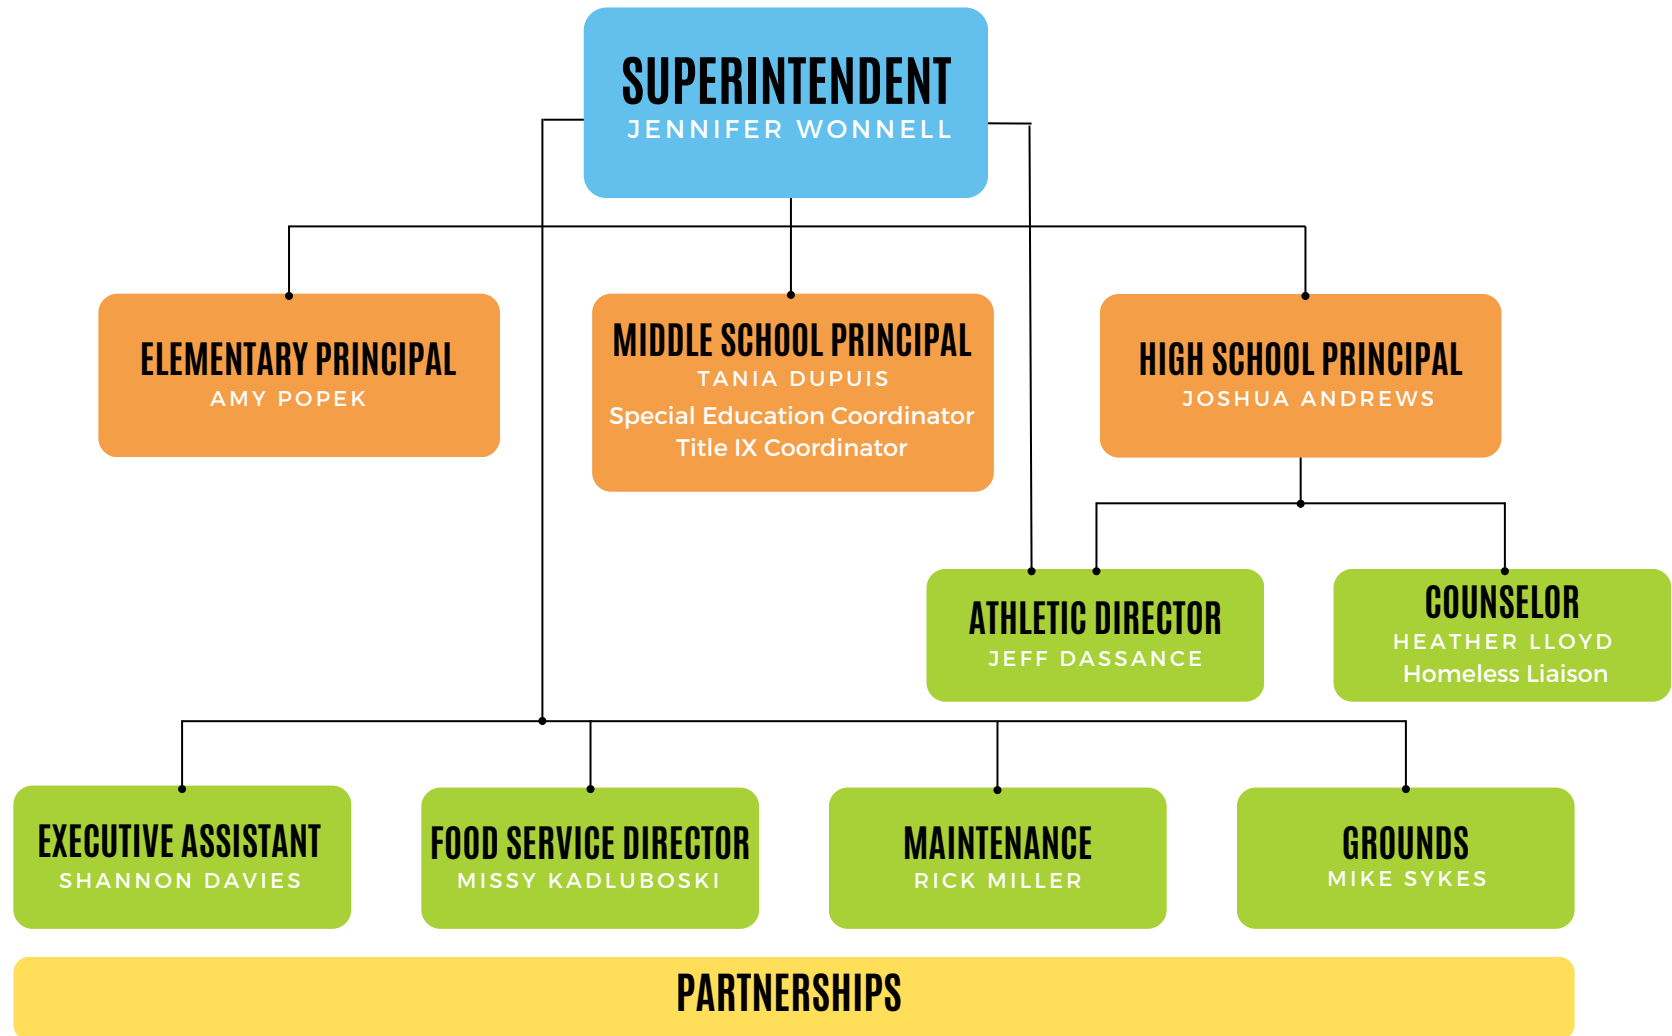 SUPERINTENDENT
JENNIFER WONNELL
ELEMENTARY PRINCIPAL
AMY POPEK
MIDDLE SCHOOL PRINCIPAL
TANIA DUPUIS
Special Education Coordinator
Title IX Coordinator
HIGH SCHOOL PRINCIPAL
JOSHUA ANDREWS
ATHLETIC DIRECTOR
JEFF DASSANCE
COUNSELOR
HEATHER LLOYD
Homeless Liaison
EXECUTIVE ASSISTANT
SHANNON DAVIES
FOOD SERVICE DIRECTOR
MISSY KADLUBOSKI
MAINTENANCE
RICK MILLER
GROUNDS
MIKE SYKES
PARTNERSHIPS